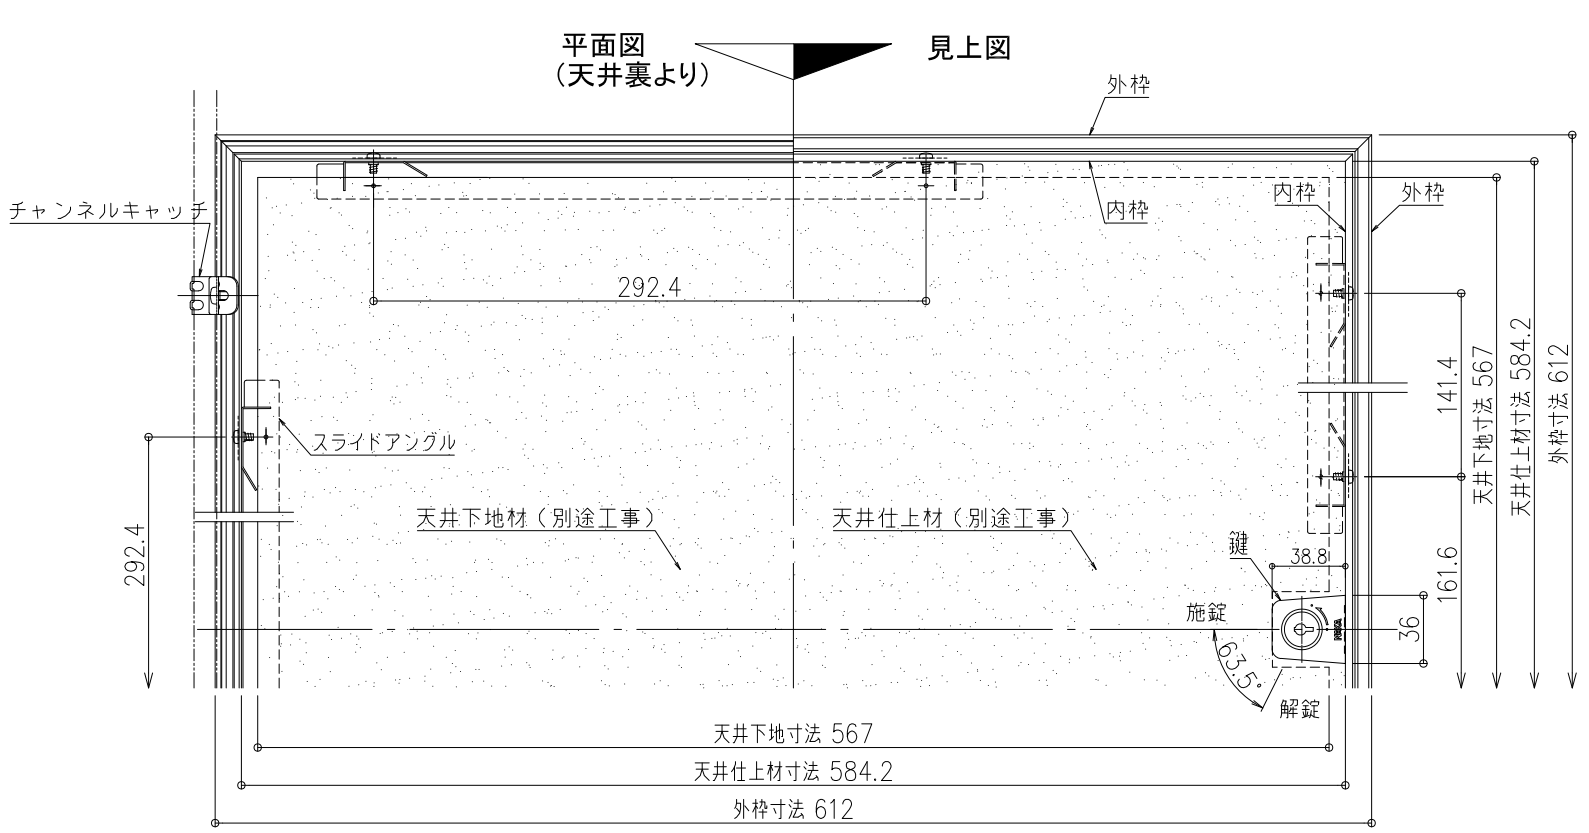 平面図
(天井裏より)
見上図
外枠
チャンネルキャッチ
内枠
内枠
外枠
292.4
141.4
天井下地寸法 567
天井仕上材寸法 584.2
外枠寸法 612
スライドアングル
天井下地材（別途工事）
天井仕上材（別途工事）
292.4
鍵
38.8
161.6
施錠
36
63.5°
解錠
天井下地寸法 567
天井仕上材寸法 584.2
外枠寸法 612